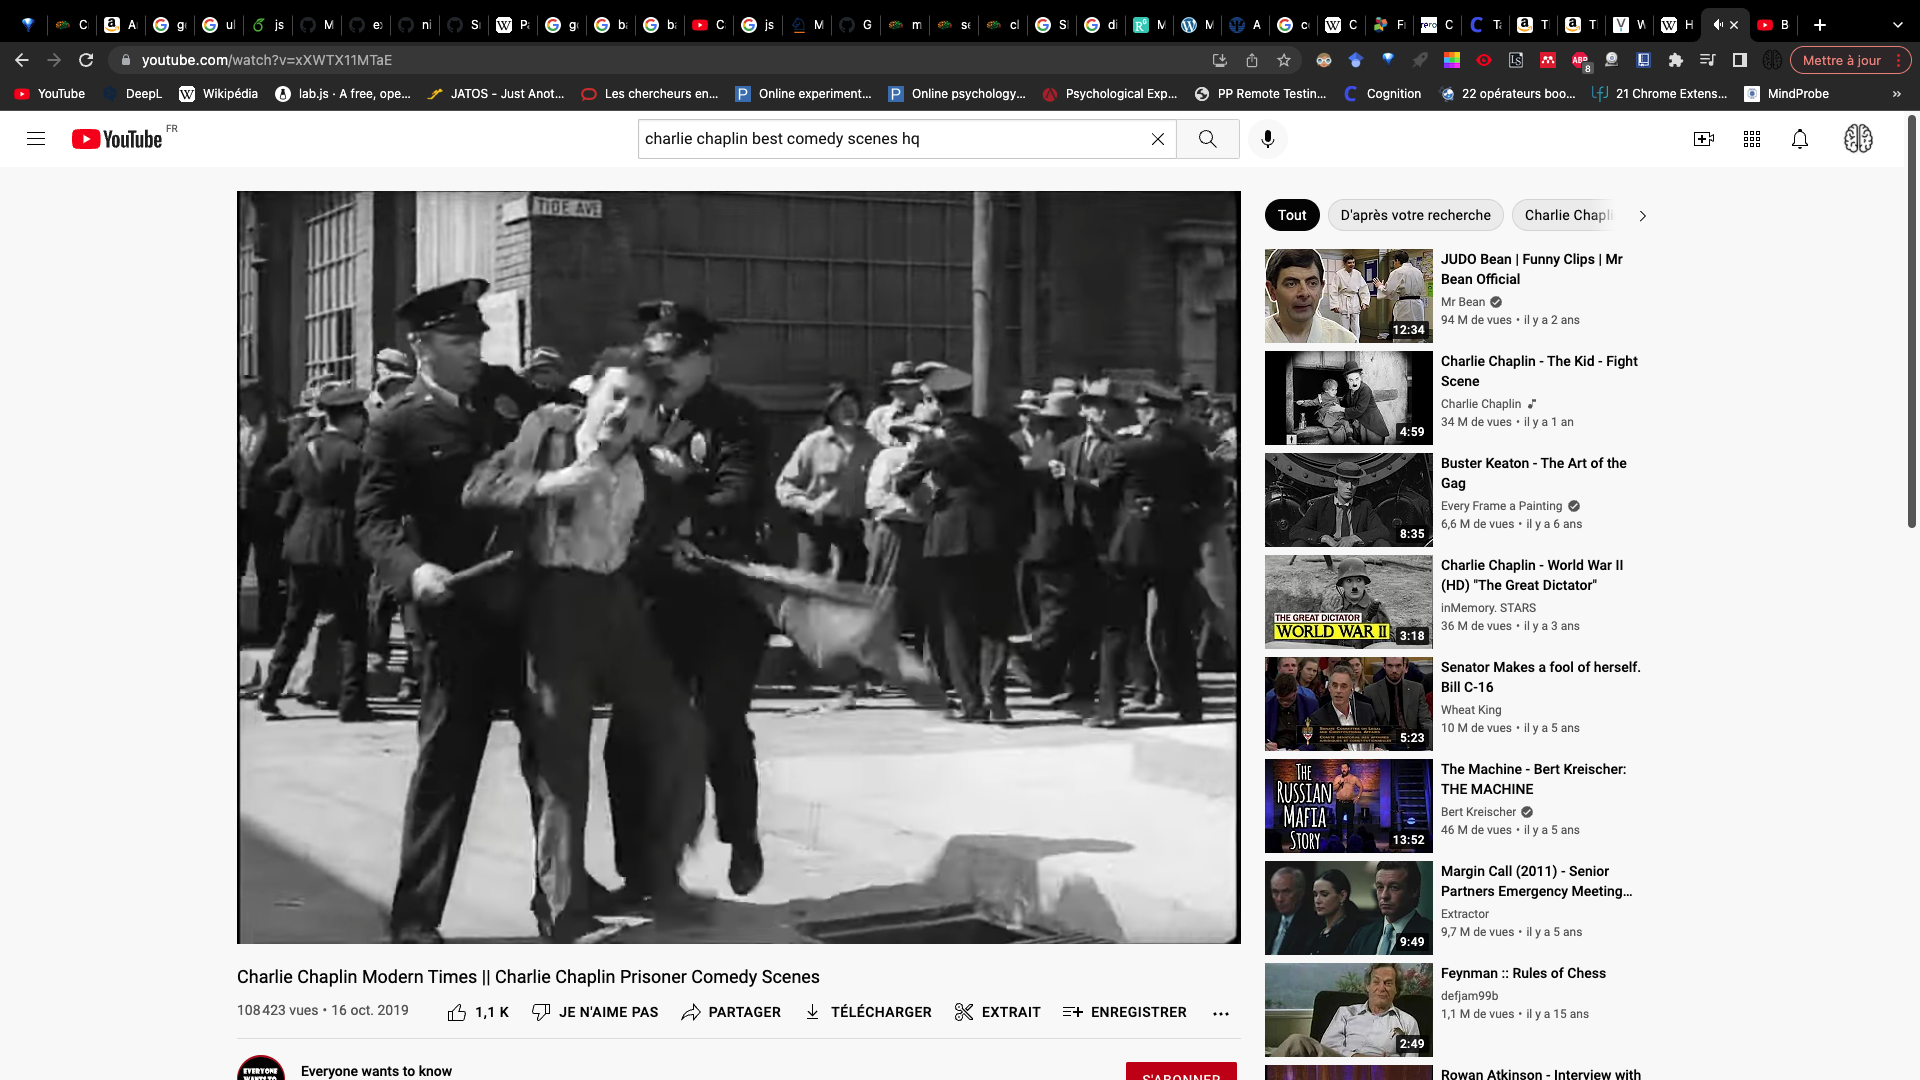 youtube.com/watch?v=xXWTX11MTaE
Mettre à jour
YouTube
DeepL
Wikipédia
lab.js · A free, ope...
JATOS - Just Anot...
Les chercheurs en...
Online experiment...
Online psychology...
Psychological Exp...
PP Remote Testin...
Cognition
22 opérateurs boo...
21 Chrome Extens...
MindProbe
YouTube FR
charlie chaplin best comedy scenes hq
TIDE AVE
Charlie Chaplin Modern Times || Charlie Chaplin Prisoner Comedy Scenes
108 423 vues • 16 oct. 2019
1,1 K
JE N'AIME PAS
PARTAGER
TÉLÉCHARGER
EXTRAIT
ENREGISTRER
Everyone wants to know
S'ABONNER
Tout
D'après votre recherche
Charlie Chapli
JUDO Bean | Funny Clips | Mr
Bean Official
Mr Bean
94 M de vues • il y a 2 ans
12:34
Charlie Chaplin - The Kid - Fight
Scene
Charlie Chaplin
34 M de vues • il y a 1 an
4:59
Buster Keaton - The Art of the
Gag
Every Frame a Painting
6,6 M de vues • il y a 6 ans
8:35
Charlie Chaplin - World War II
(HD) "The Great Dictator"
inMemory. STARS
36 M de vues • il y a 3 ans
THE GREAT DICTATOR
WORLD WAR II
3:18
Senator Makes a fool of herself.
Bill C-16
Wheat King
10 M de vues • il y a 5 ans
5:23
The Machine - Bert Kreischer:
THE MACHINE
Bert Kreischer
46 M de vues • il y a 5 ans
THE
RUSSIAN
MAFIA
STORY
13:52
Margin Call (2011) - Senior
Partners Emergency Meeting...
Extractor
9,7 M de vues • il y a 5 ans
9:49
Feynman :: Rules of Chess
defjam99b
1,1 M de vues • il y a 15 ans
2:49
Rowan Atkinson - Interview with